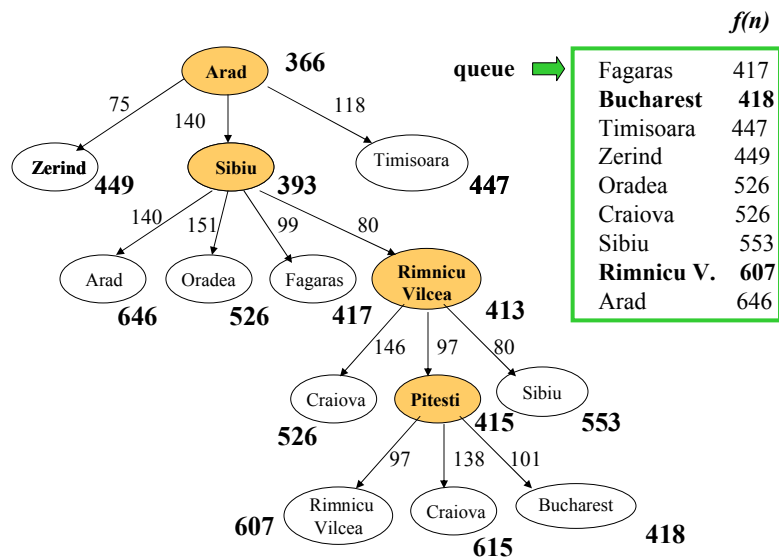 f(n)
Arad 366
queue
Fagaras 417
Bucharest 418
Timisoara 447
Zerind 449
Oradea 526
Craiova 526
Sibiu 553
Rimnicu V. 607
Arad 646
75
140
118
Zerind
449
Sibiu
393
Timisoara
447
140
151
99
80
Arad
646
Oradea
526
Fagaras
417
Rimnicu
Vilcea
413
146
97
80
Craiova
526
Pitesti
415
Sibiu
553
97
138
101
Rimnicu
Vilcea
607
Craiova
615
Bucharest
418